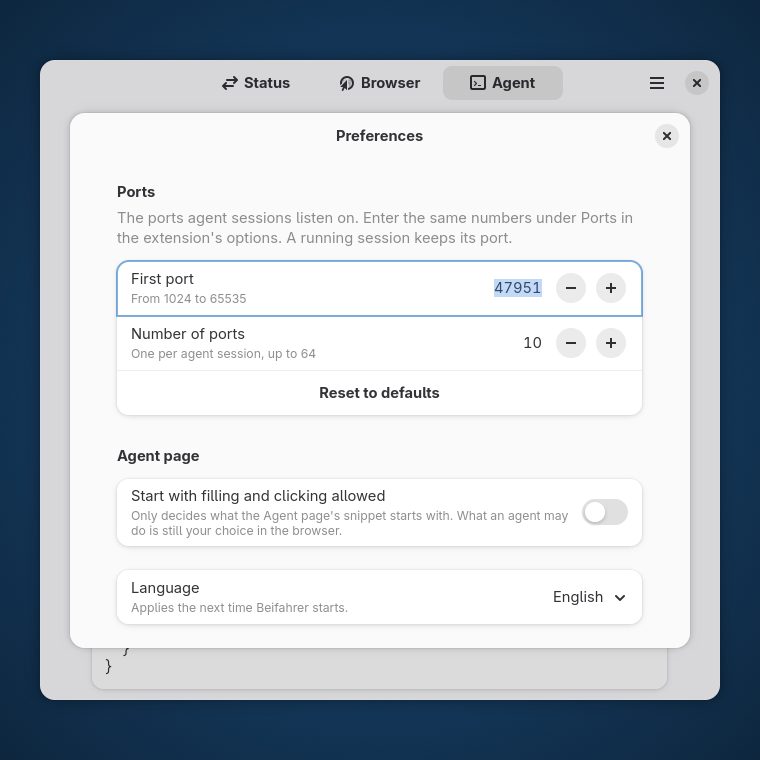 Status
Browser
Agent
Preferences
Ports
The ports agent sessions listen on. Enter the same numbers under Ports in
the extension's options. A running session keeps its port.
First port
From 1024 to 65535
47951
Number of ports
One per agent session, up to 64
10
Reset to defaults
Agent page
Start with filling and clicking allowed
Only decides what the Agent page's snippet starts with. What an agent may
do is still your choice in the browser.
Language
Applies the next time Beifahrer starts.
English
}
}